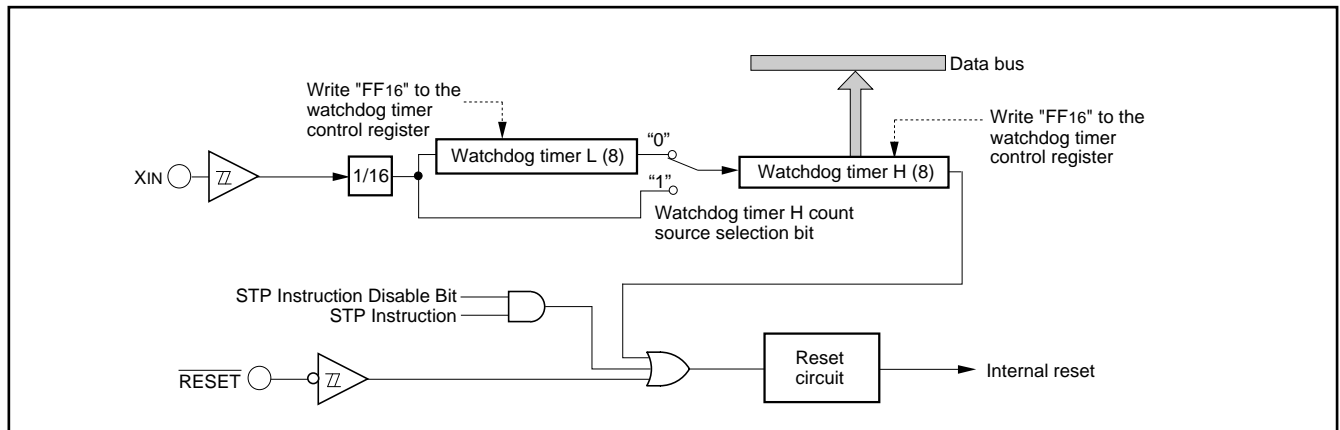 Data bus
Write "FF16" to the
watchdog timer
control register
Write "FF16" to the
watchdog timer
control register
“0”
Watchdog timer L (8)
Watchdog timer H (8)
XIN
1/16
“1”
Watchdog timer H count
source selection bit
STP Instruction Disable Bit
STP Instruction
Reset
circuit
RESET
Internal reset